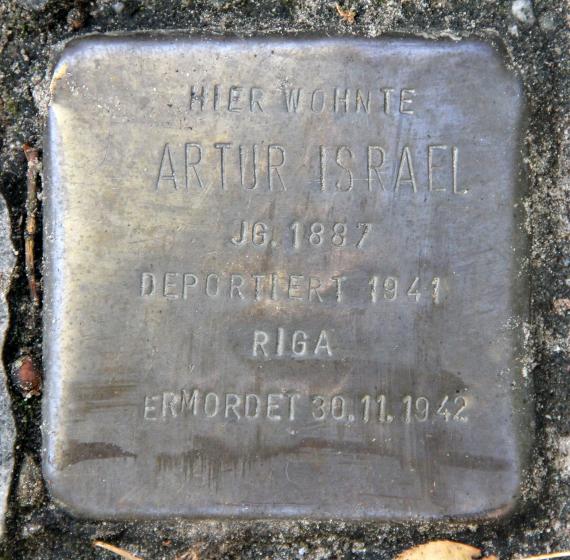 HIER WOHNTE
ARTUR ISRAEL
JG. 1887
DEPORTIERT 1941
RIGA
ERMORDET 30.11.1942